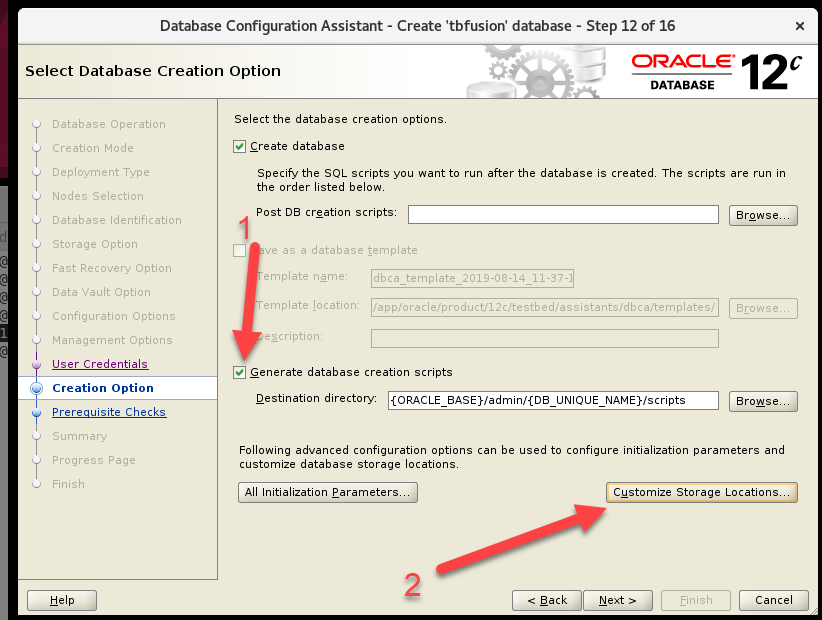 Database Configuration Assistant - Create 'tbfusion' database - Step 12 of 16
Select Database Creation Option
ORACLE
DATABASE
12c
Database Operation
Creation Mode
Deployment Type
Nodes Selection
Database Identification
Storage Option
Fast Recovery Option
Data Vault Option
Configuration Options
Management Options
User Credentials
Creation Option
Prerequisite Checks
Summary
Progress Page
Finish
Select the database creation options.
Create database
Specify the SQL scripts you want to run after the database is created. The scripts are run in
the order listed below.
Post DB creation scripts:
Browse...
1
as a database template
Template name:
dbca_template_2019-08-14_11-37-1
Template location:
/app/oracle/product/12c/testbed/assistants/dbca/templates/
Browse...
Generate database creation scripts
Destination directory:
{ORACLE_BASE}/admin/{DB_UNIQUE_NAME}/scripts
Browse...
Following advanced configuration options can be used to configure initialization parameters and
customize database storage locations.
All Initialization Parameters...
Customize Storage Locations...
2
Help
< Back
Next >
Finish
Cancel